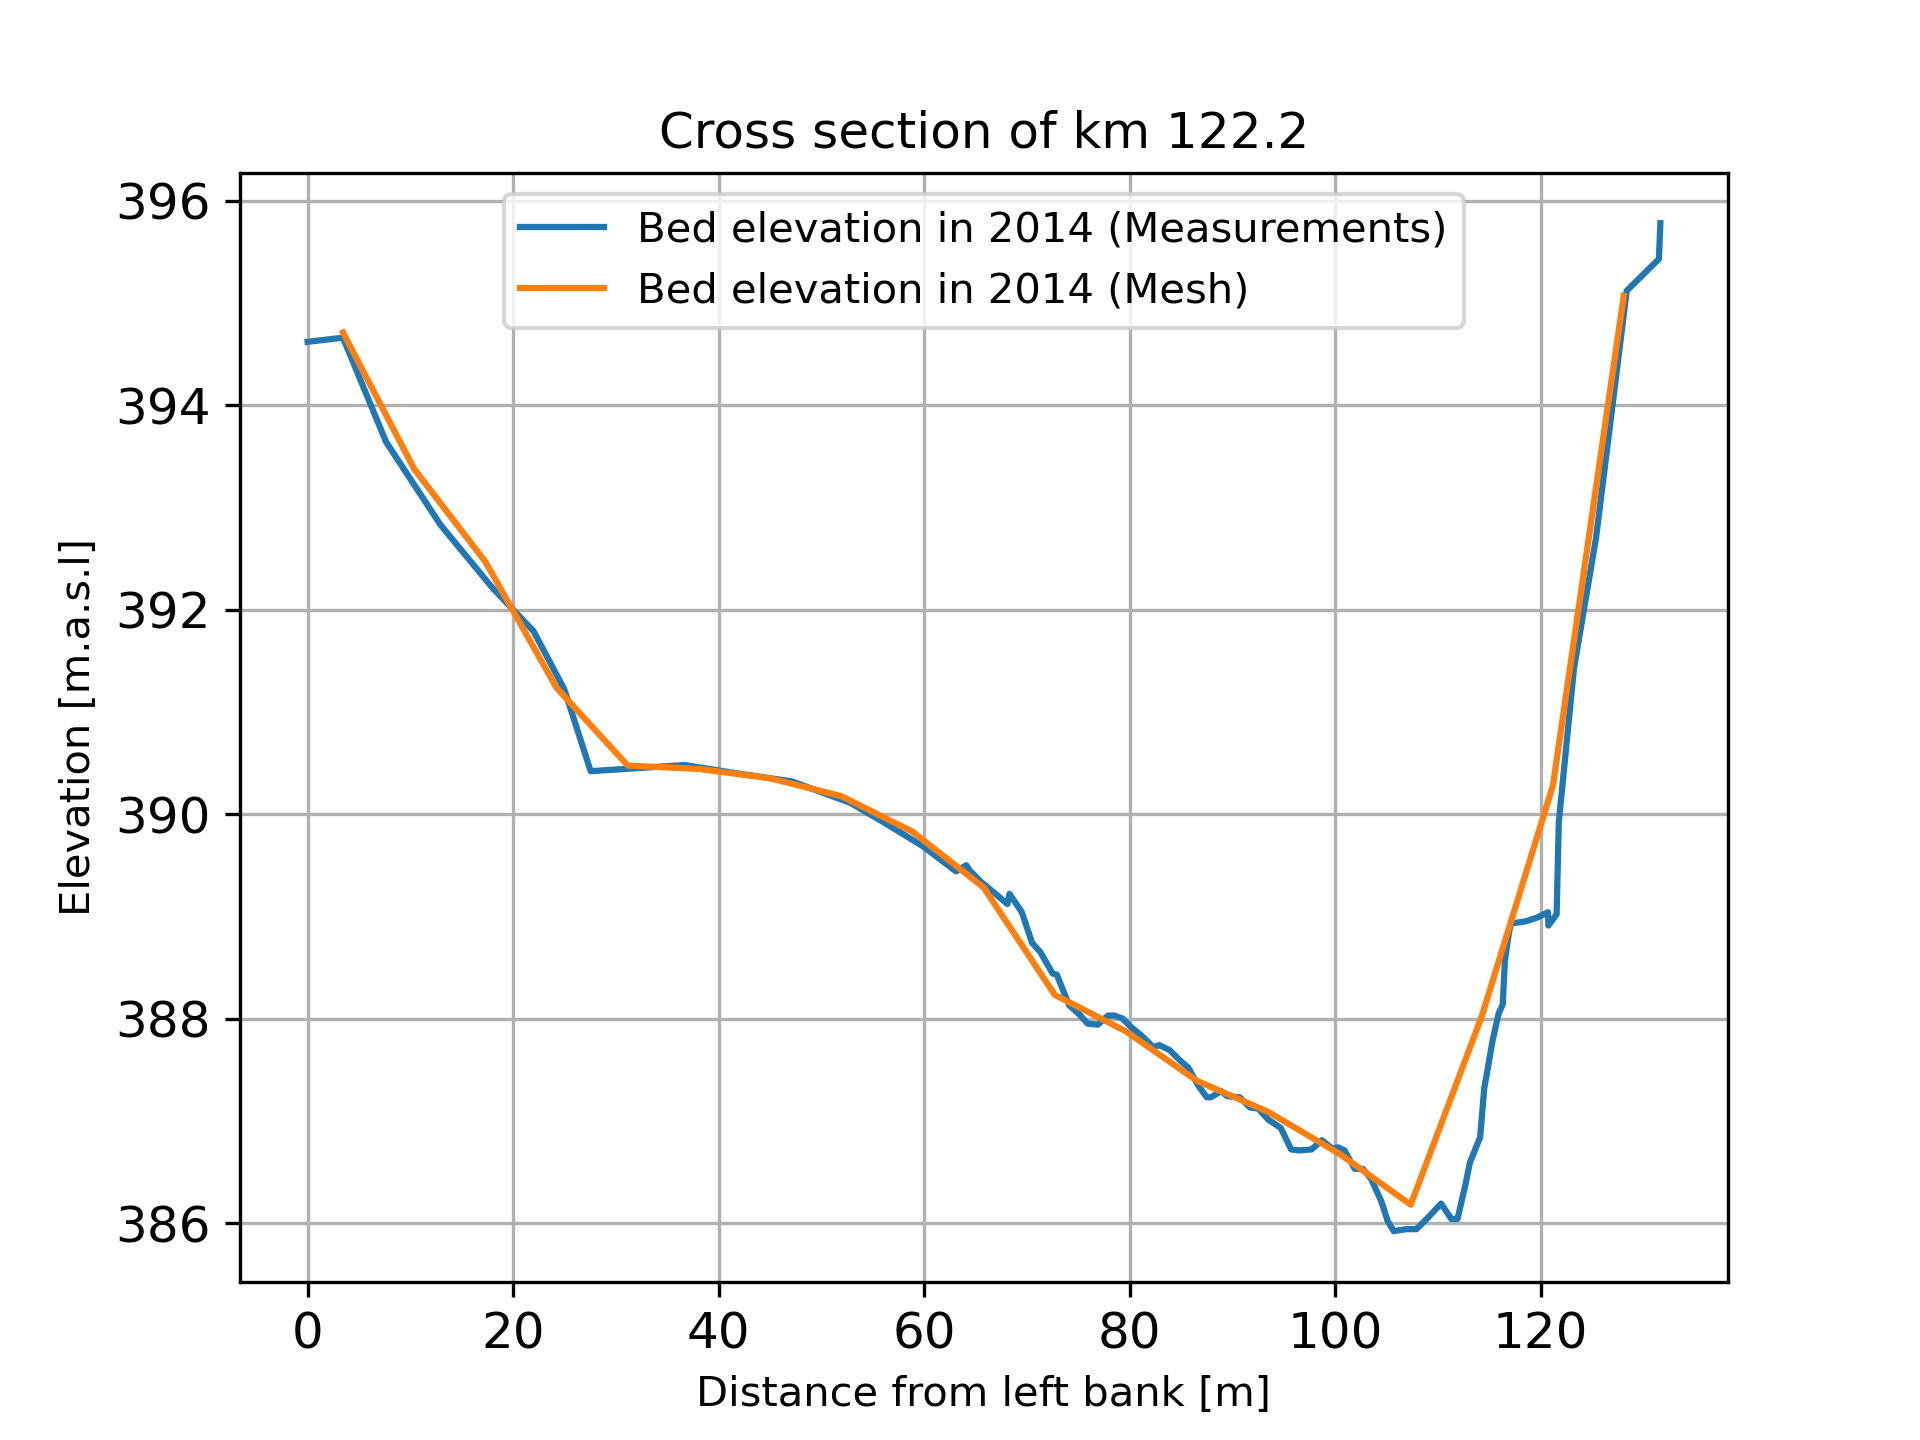 Cross section of km 122.2
Bed elevation in 2014 (Measurements)
Bed elevation in 2014 (Mesh)
Elevation [m.a.s.l]
396
394
392
390
388
386
0 20 40 60 80 100 120
Distance from left bank [m]